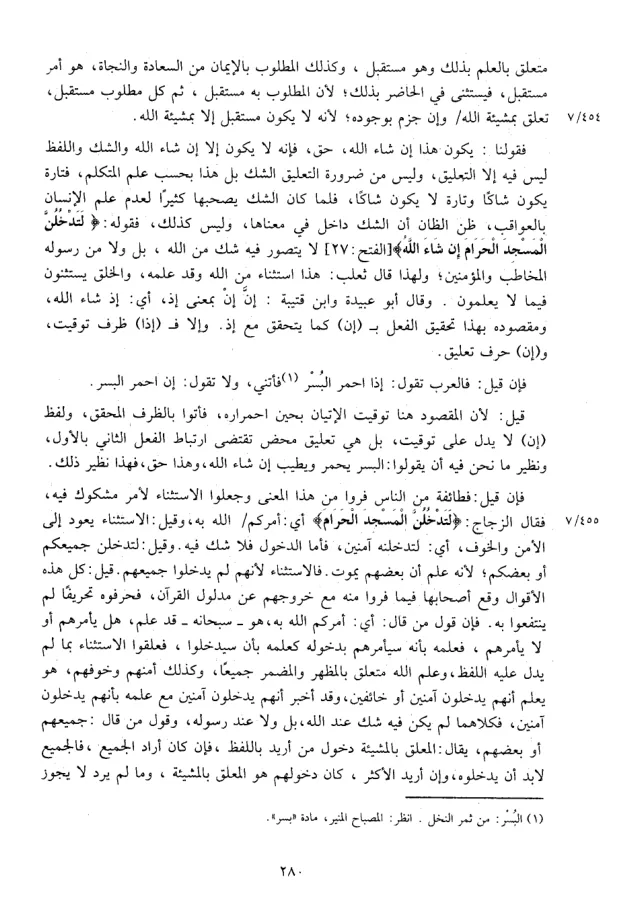 متعلق بالعلم بذلك وهو مستقبل ، وكذلك المطلوب بالإيمان من السعادة والنجاة، هو أمر
مستقبل، فيستثنى في الحاضر بذلك؛ لأن المطلوب به مستقبل ، ثم كل مطلوب مستقبل،
تعلق بمشيئة الله/ وإن جزم بوجوده؛ لأنه لا يكون مستقبل إلا بمشيئة الله.
٧/٤٥٤
فقولنا : يكون هذا إن شاء الله، حق، فإنه لا يكون إلا إن شاء الله والشك واللفظ
ليس فيه إلا التعليق، وليس من ضرورة التعليق الشك بل هذا بحسب علم المتكلم، فتارة
يكون شاكًا وتارة لا يكون شاكًا، فلما كان الشك يصحبها كثيرًا لعدم علم الإنسان
بالعواقب، ظن الظان أن الشك داخل في معناها، وليس كذلك، فقوله: ﴿ لَتَدْخُلُنَّ
الْمَسْجِدَ الْحَرَامَ إِن شَاءَ اللَّهُ﴾[الفتح:٢٧] لا يتصور فيه شك من الله ، بل ولا من رسوله
المخاطب والمؤمنين؛ ولهذا قال ثعلب: هذا استثناء من الله وقد علمه، والخلق يستثنون
فيما لا يعلمون . وقال أبو عبيدة وابن قتيبة : إنَّ إنْ بمعنى إذ، أي: إذ شاء الله،
ومقصوده بهذا تحقيق الفعل بـ (إن) كما يتحقق مع إذ. وإلا فـ (إذا) ظرف توقيت،
و(إن) حرف تعليق.
فإن قيل: فالعرب تقول: إذا احمر البُسْر (١)فأتني، ولا تقول: إن احمر البسر.
قيل: لأن المقصود هنا توقيت الإتيان بحين احمراره، فأتوا بالظرف المحقق، ولفظ
(إن) لا يدل على توقيت، بل هي تعليق محض تقتضى ارتباط الفعل الثاني بالأول،
ونظير ما نحن فيه أن يقولوا: البسر يحمر ويطيب إن شاء الله،وهذا حق،فهذا نظير ذلك.
فإن قيل: فطائفة من الناس فروا من هذا المعنى وجعلوا الاستثناء لأمر مشكوك فيه،
فقال الزجاج: ﴿لَتَدْخُلُنَّ الْمَسْجِدَ الْحَرَامَ﴾ أي: أمركم/ الله به،وقيل: الاستثناء يعود إلى
٧/٤٥٥
الأمن والخوف، أي: لتدخلنه آمنين، فأما الدخول فلا شك فيه.وقيل: لتدخلن جميعكم
أو بعضكم؛ لأنه علم أن بعضهم يموت.فالاستثناء لأنهم لم يدخلوا جميعهم.قيل: كل هذه
الأقوال وقع أصحابها فيما فروا منه مع خروجهم عن مدلول القرآن، فحرفوه تحريفًا لم
ينتفعوا به. فإن قول من قال: أي: أمركم الله به،هو ـ سبحانه ـ قد علم، هل يأمرهم أو
لا يأمرهم ، فعلمه بأنه سيأمرهم بدخوله كعلمه بأن سيدخلوا ، فعلقوا الاستثناء بما لم
يدل عليه اللفظ،وعلم الله متعلق بالمظهر والمضمر جميعًا، وكذلك أمنهم وخوفهم، هو
يعلم أنهم يدخلون آمنين أو خائفين،وقد أخبر أنهم يدخلون آمنين مع علمه بأنهم يدخلون
آمنين، فكلاهما لم يكن فيه شك عند الله،بل ولا عند رسوله، وقول من قال :جميعهم
أو بعضهم، يقال: المعلق بالمشيئة دخول من أريد باللفظ ،فإن كان أراد الجميع ،فالجميع
لابد أن يدخلوه،وإن أريد الأكثر ، كان دخولهم هو المعلق بالمشيئة ، وما لم يرد لا يجوز
(١) البُسْر: من ثمر النخل . انظر: المصباح المنير، مادة «بسر».
٢٨٠